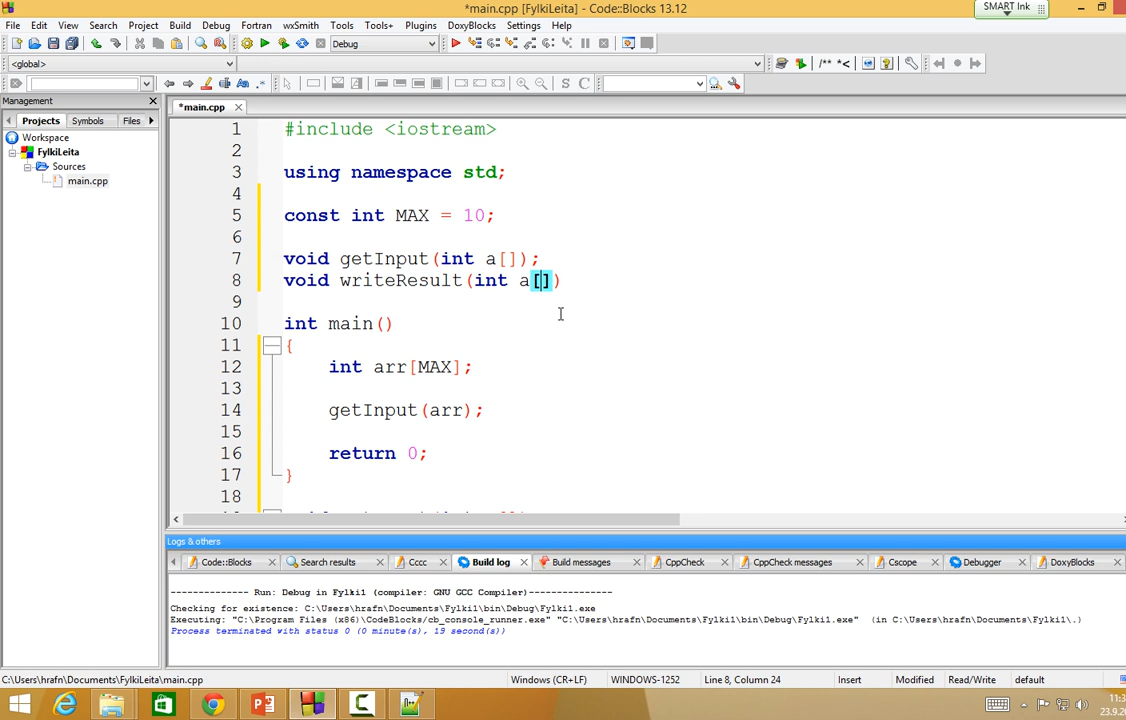 *main.cpp [FylkiLeita] - Code::Blocks 13.12
SMART Ink
File Edit View Search Project Build Debug Fortran wxSmith Tools Tools+ Plugins DoxyBlocks Settings Help
Debug
<global>
/** *<
Aa .* S C
Management
*main.cpp
Projects Symbols Files
Workspace
FylkiLeita
Sources
main.cpp
1 #include <iostream>
2
3 using namespace std;
4
5 const int MAX = 10;
6
7 void getInput(int a[]);
8 void writeResult(int a[])
9
10 int main()
11 {
12 int arr[MAX];
13
14 getInput(arr);
15
16 return 0;
17 }
18
Logs & others
Code::Blocks Search results Cccc Build log Build messages CppCheck CppCheck messages Cscope Debugger DoxyBlocks
-------------- Run: Debug in Fylki1 (compiler: GNU GCC Compiler)---------------
Checking for existence: C:\Users\hrafn\Documents\Fylki1\bin\Debug\Fylki1.exe
Executing: "C:\Program Files (x86)\CodeBlocks/cb_console_runner.exe" "C:\Users\hrafn\Documents\Fylki1\bin\Debug\Fylki1.exe" (in C:\Users\hrafn\Documents\Fylki1\.)
Process terminated with status 0 (0 minute(s), 19 second(s))
C:\Users\hrafn\Documents\FylkiLeita\main.cpp Windows (CR+LF) WINDOWS-1252 Line 8, Column 24 Insert Modified Read/Write default
11:3
23.9.20